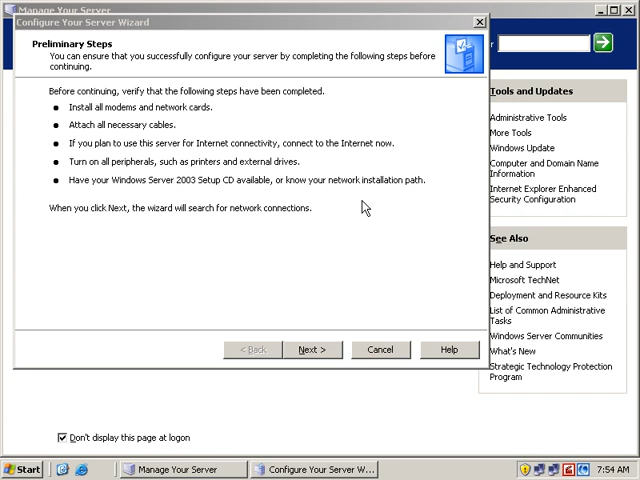 Manage Your Server
Configure Your Server Wizard
Preliminary Steps
You can ensure that you successfully configure your server by completing the following steps before
continuing.
Before continuing, verify that the following steps have been completed.
Install all modems and network cards.
Attach all necessary cables.
If you plan to use this server for Internet connectivity, connect to the Internet now.
Turn on all peripherals, such as printers and external drives.
Have your Windows Server 2003 Setup CD available, or know your network installation path.
When you click Next, the wizard will search for network connections.
< Back
Next >
Cancel
Help
r
Tools and Updates
Administrative Tools
More Tools
Windows Update
Computer and Domain Name
Information
Internet Explorer Enhanced
Security Configuration
See Also
Help and Support
Microsoft TechNet
Deployment and Resource Kits
List of Common Administrative
Tasks
Windows Server Communities
What's New
Strategic Technology Protection
Program
Don't display this page at logon
Start
Manage Your Server
Configure Your Server W...
7:54 AM